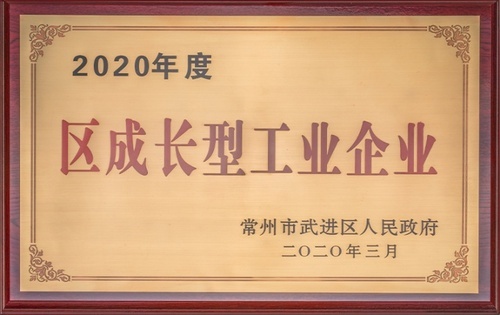 2020年度
区成长型工业企业
常州市武进区人民政府
二〇二〇年三月